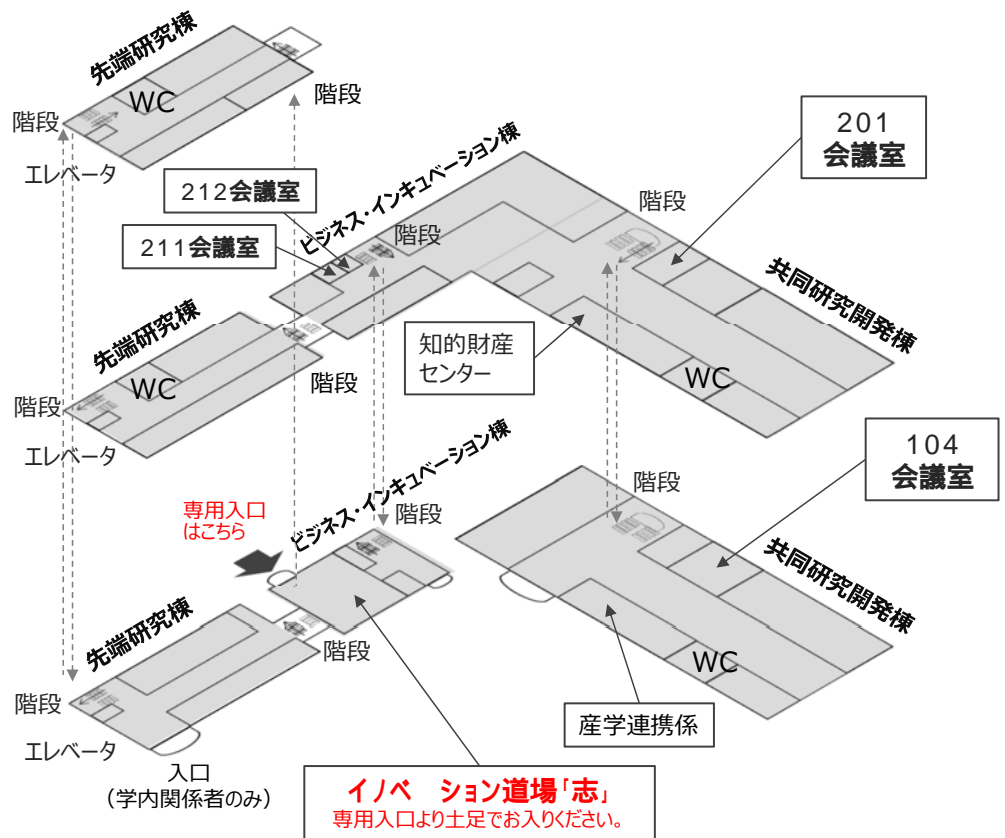 先端研究棟
WC
階段
階段
エレベータ
201
会議室
212会議室
211会議室
ビジネス・インキュベーション棟
階段
階段
共同研究開発棟
先端研究棟
WC
階段
階段
エレベータ
知的財産
センター
WC
104
会議室
専用入口
はこちら
ビジネス・インキュベーション棟
階段
階段
共同研究開発棟
先端研究棟
階段
階段
エレベータ
WC
入口
(学内関係者のみ)
産学連携係
イノベ ション道場「志」
専用入口より土足でお入りください。